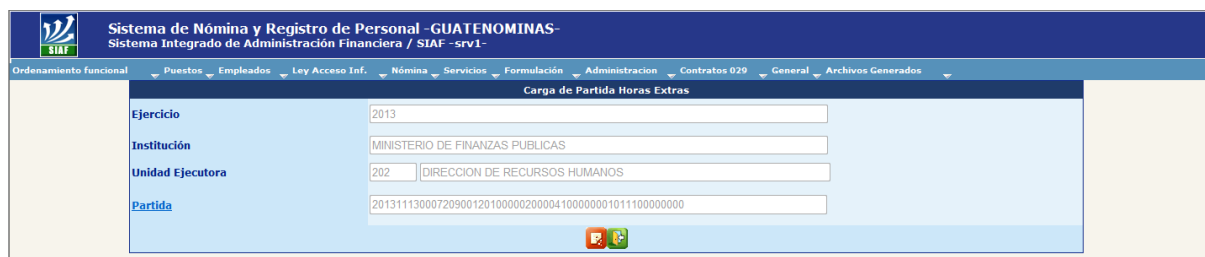 SIAF
Sistema de Nómina y Registro de Personal -GUATENOMINAS-
Sistema Integrado de Administración Financiera / SIAF -srv1-
Ordenamiento funcional Puestos Empleados Ley Acceso Inf. Nómina Servicios Formulación Administracion Contratos 029 General Archivos Generados
Carga de Partida Horas Extras
Ejercicio 2013
Institución MINISTERIO DE FINANZAS PUBLICAS
Unidad Ejecutora 202 DIRECCION DE RECURSOS HUMANOS
Partida